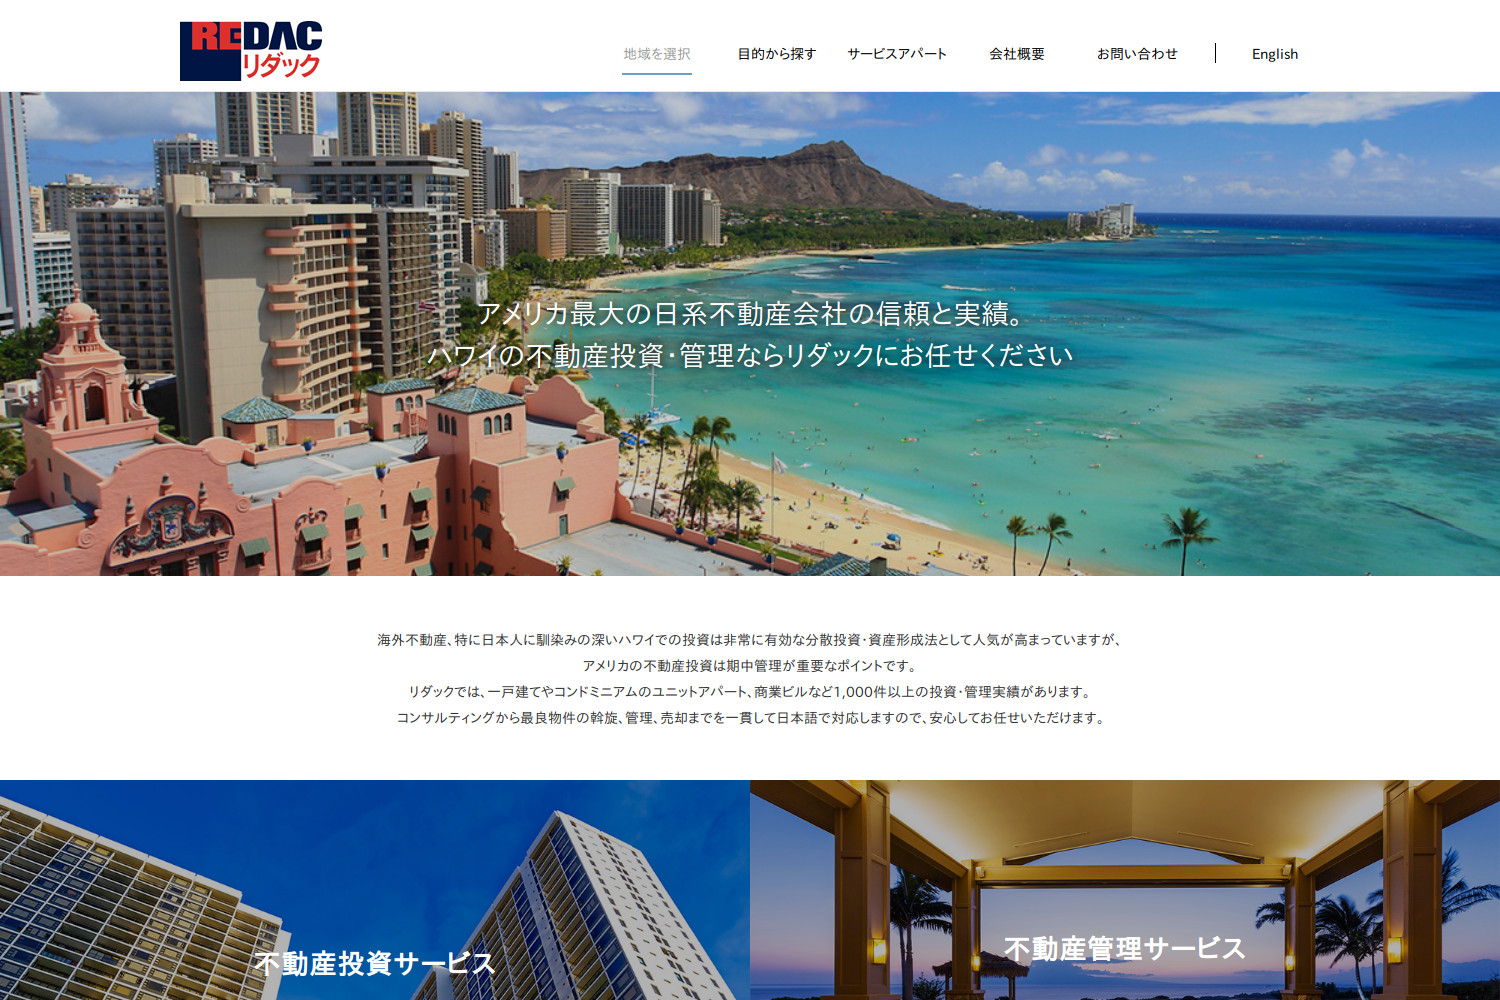 REDAC
リダック
地域を選択
目的から探す
サービスアパート
会社概要
お問い合わせ
English
アメリカ最大の日系不動産会社の信頼と実績。
ハワイの不動産投資・管理ならリダックにお任せください
海外不動産、特に日本人に馴染みの深いハワイでの投資は非常に有効な分散投資・資産形成法として人気が高まっていますが、
アメリカの不動産投資は期中管理が重要なポイントです。
リダックでは、一戸建てやコンドミニアムのユニットアパート、商業ビルなど1,000件以上の投資・管理実績があります。
コンサルティングから最良物件の斡旋、管理、売却までを一貫して日本語で対応しますので、安心してお任せいただけます。
不動産投資サービス
不動産管理サービス